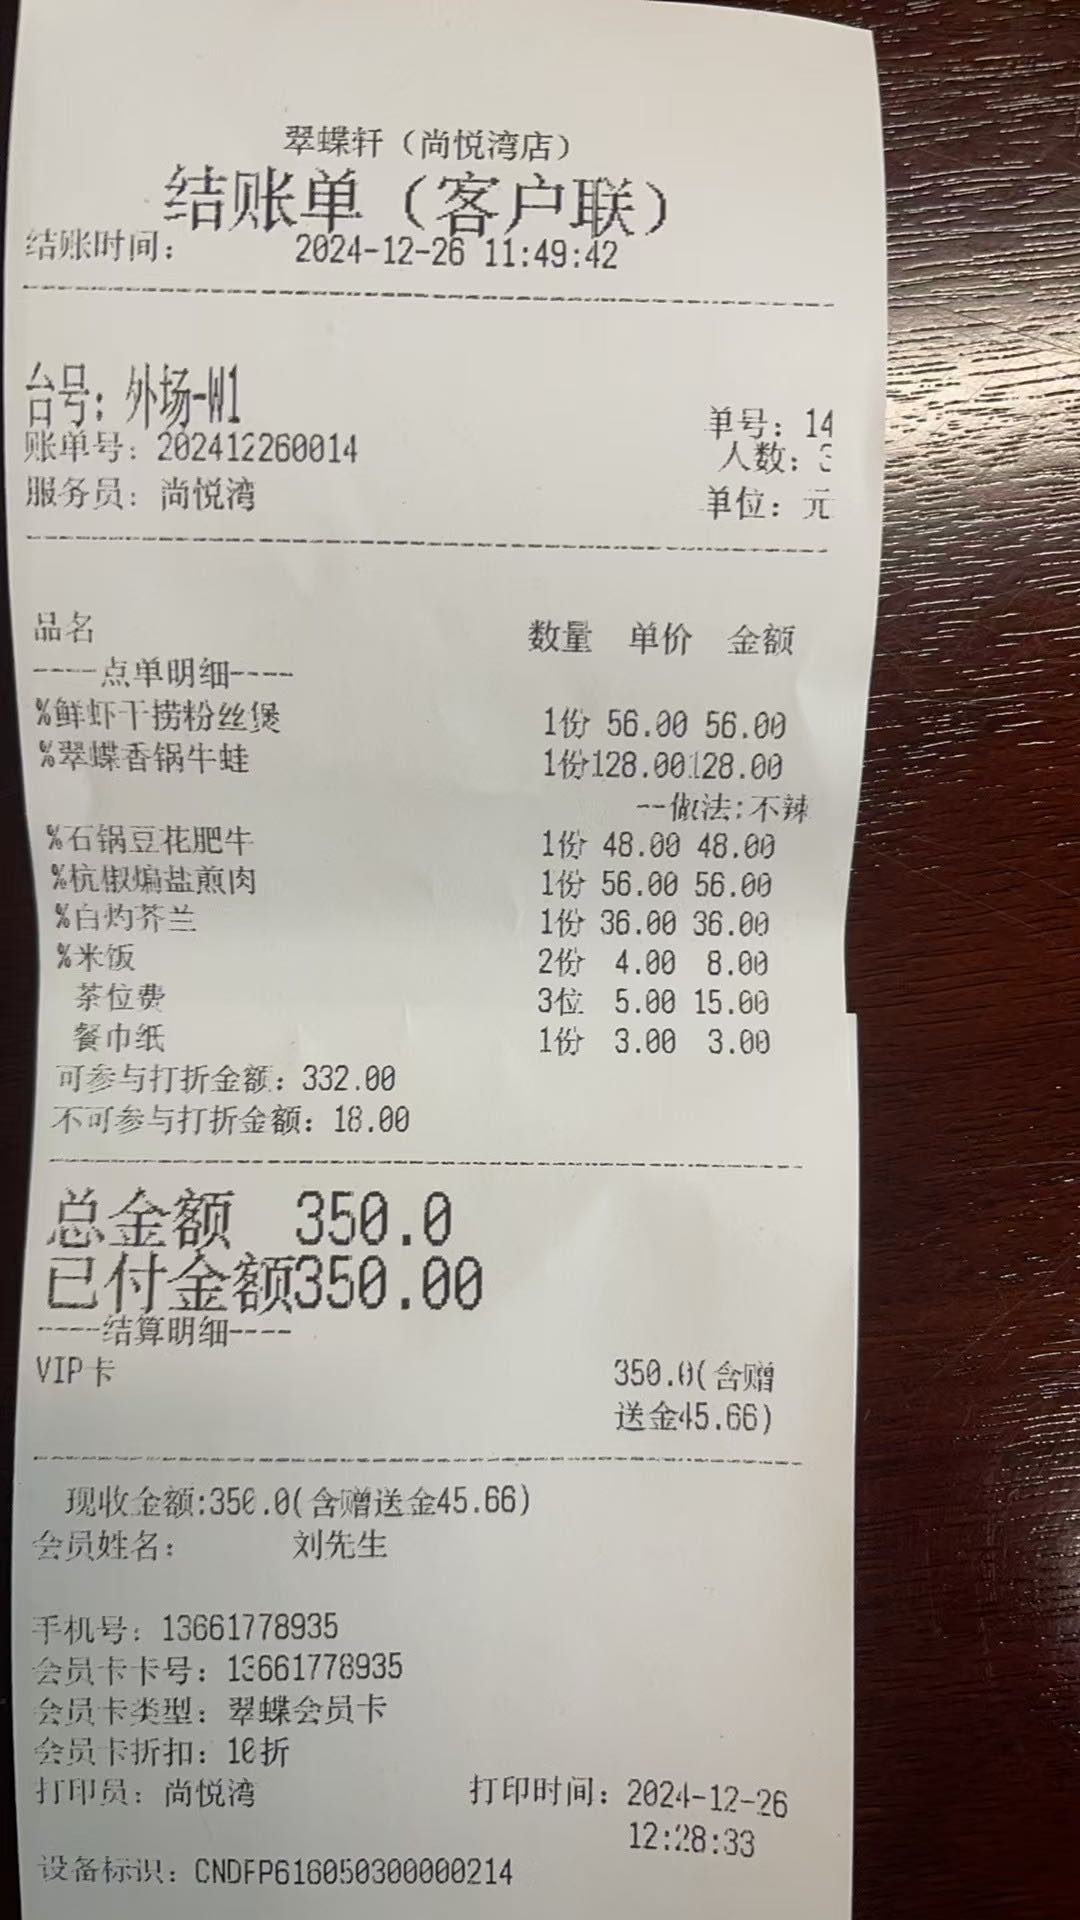 翠蝶轩（尚悦湾店）
结账单（客户联）
结账时间： 2024-12-26 11:49:42
台号：外场-W1
单号：14
账单号：202412260014
人数：3
服务员：尚悦湾
单位：元
品名 数量 单价 金额
----点单明细----
%鲜虾干捞粉丝煲 1份 56.00 56.00
%翠蝶香锅牛蛙 1份128.00128.00
--做法:不辣
%石锅豆花肥牛 1份 48.00 48.00
%杭椒煸盐煎肉 1份 56.00 56.00
%白灼芥兰 1份 36.00 36.00
%米饭 2份 4.00 8.00
茶位费 3位 5.00 15.00
餐巾纸 1份 3.00 3.00
可参与打折金额：332.00
不可参与打折金额：18.00
总金额 350.0
已付金额350.00
----结算明细----
VIP卡 350.0(含赠
送金45.66)
现收金额:350.0(含赠送金45.66)
会员姓名： 刘先生
手机号：13661778935
会员卡卡号：13661778935
会员卡类型：翠蝶会员卡
会员卡折扣：10折
打印员：尚悦湾 打印时间：2024-12-26
12:28:33
设备标识：CNDFP616050300000214